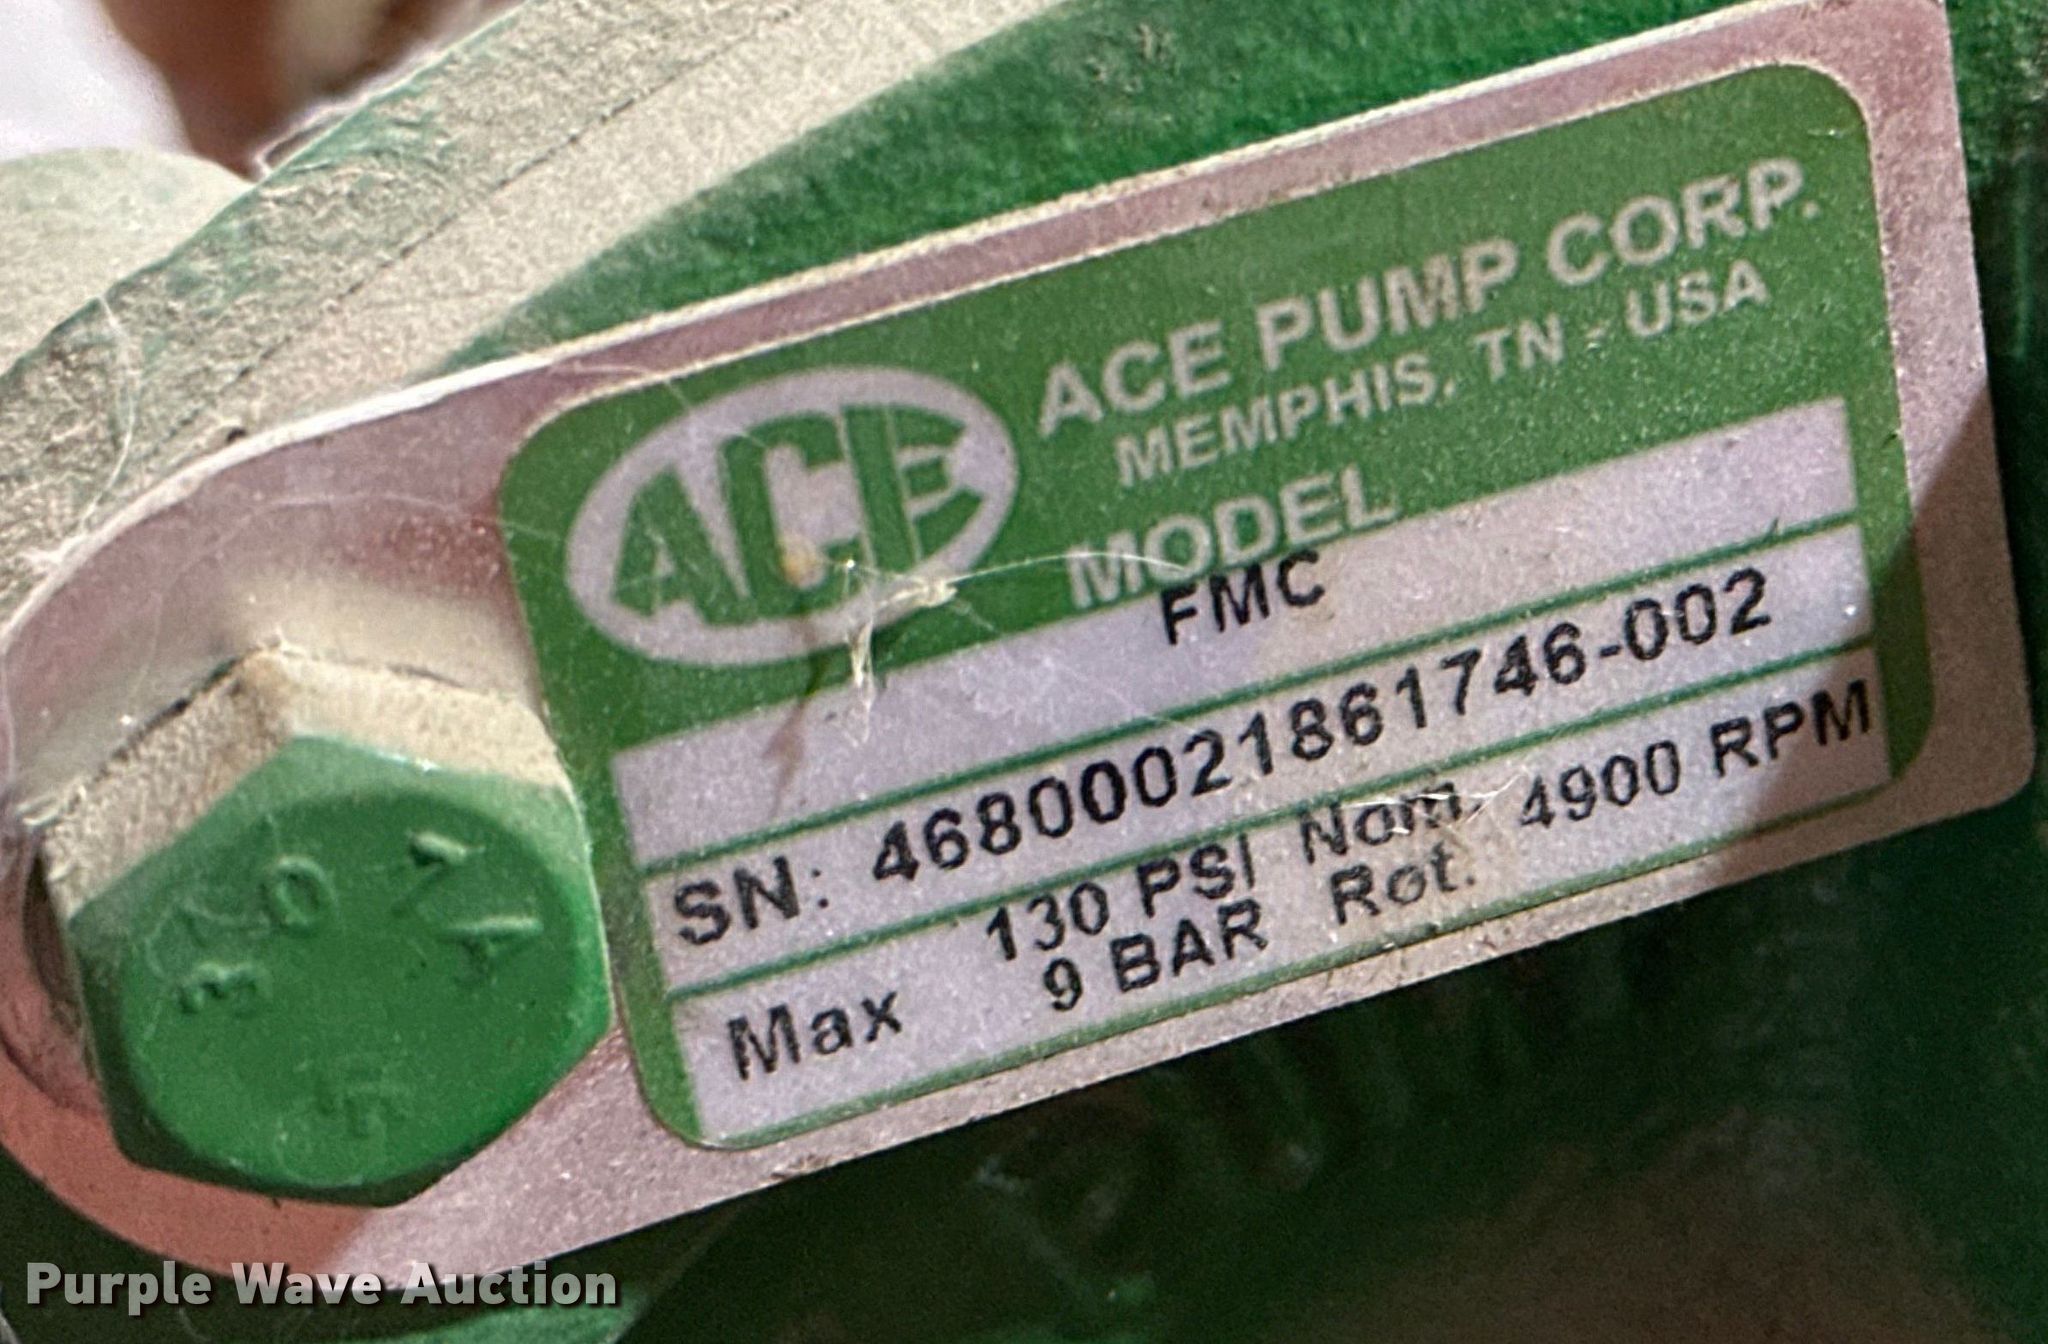 ACE
ACE PUMP CORP.
MEMPHIS, TN - USA
MODEL
FMC
SN: 46800021861746-002
Max 130 PSI Nom. 4900 RPM
9 BAR Rot.
Purple Wave Auction